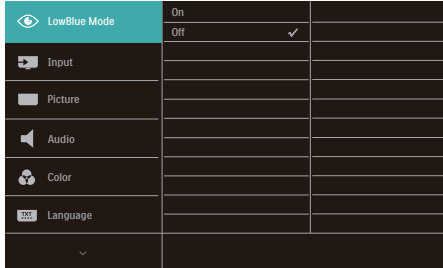 LowBlue Mode
On
Off
Input
Picture
Audio
Color
TXT
Language